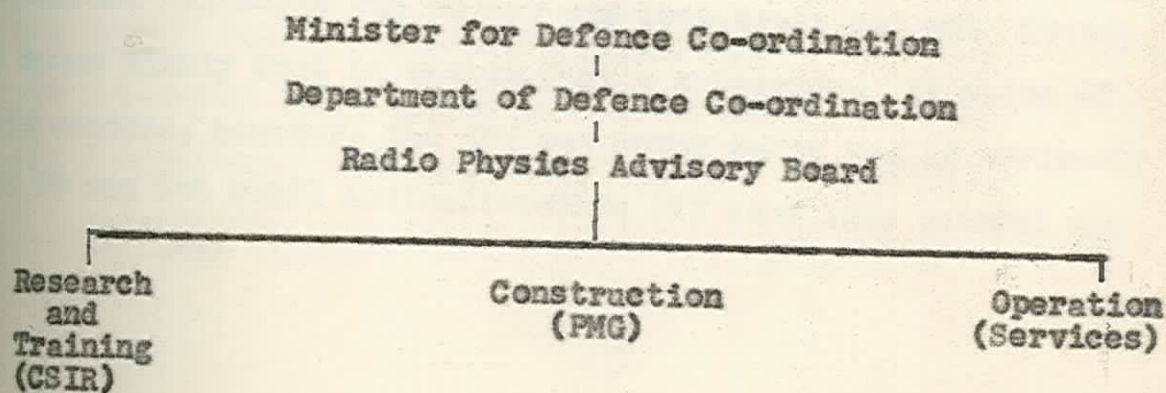 Minister for Defence Co-ordination
Department of Defence Co-ordination
Radio Physics Advisory Board
Research
and
Training
(CSIR)
Construction
(PMG)
Operation
(Services)